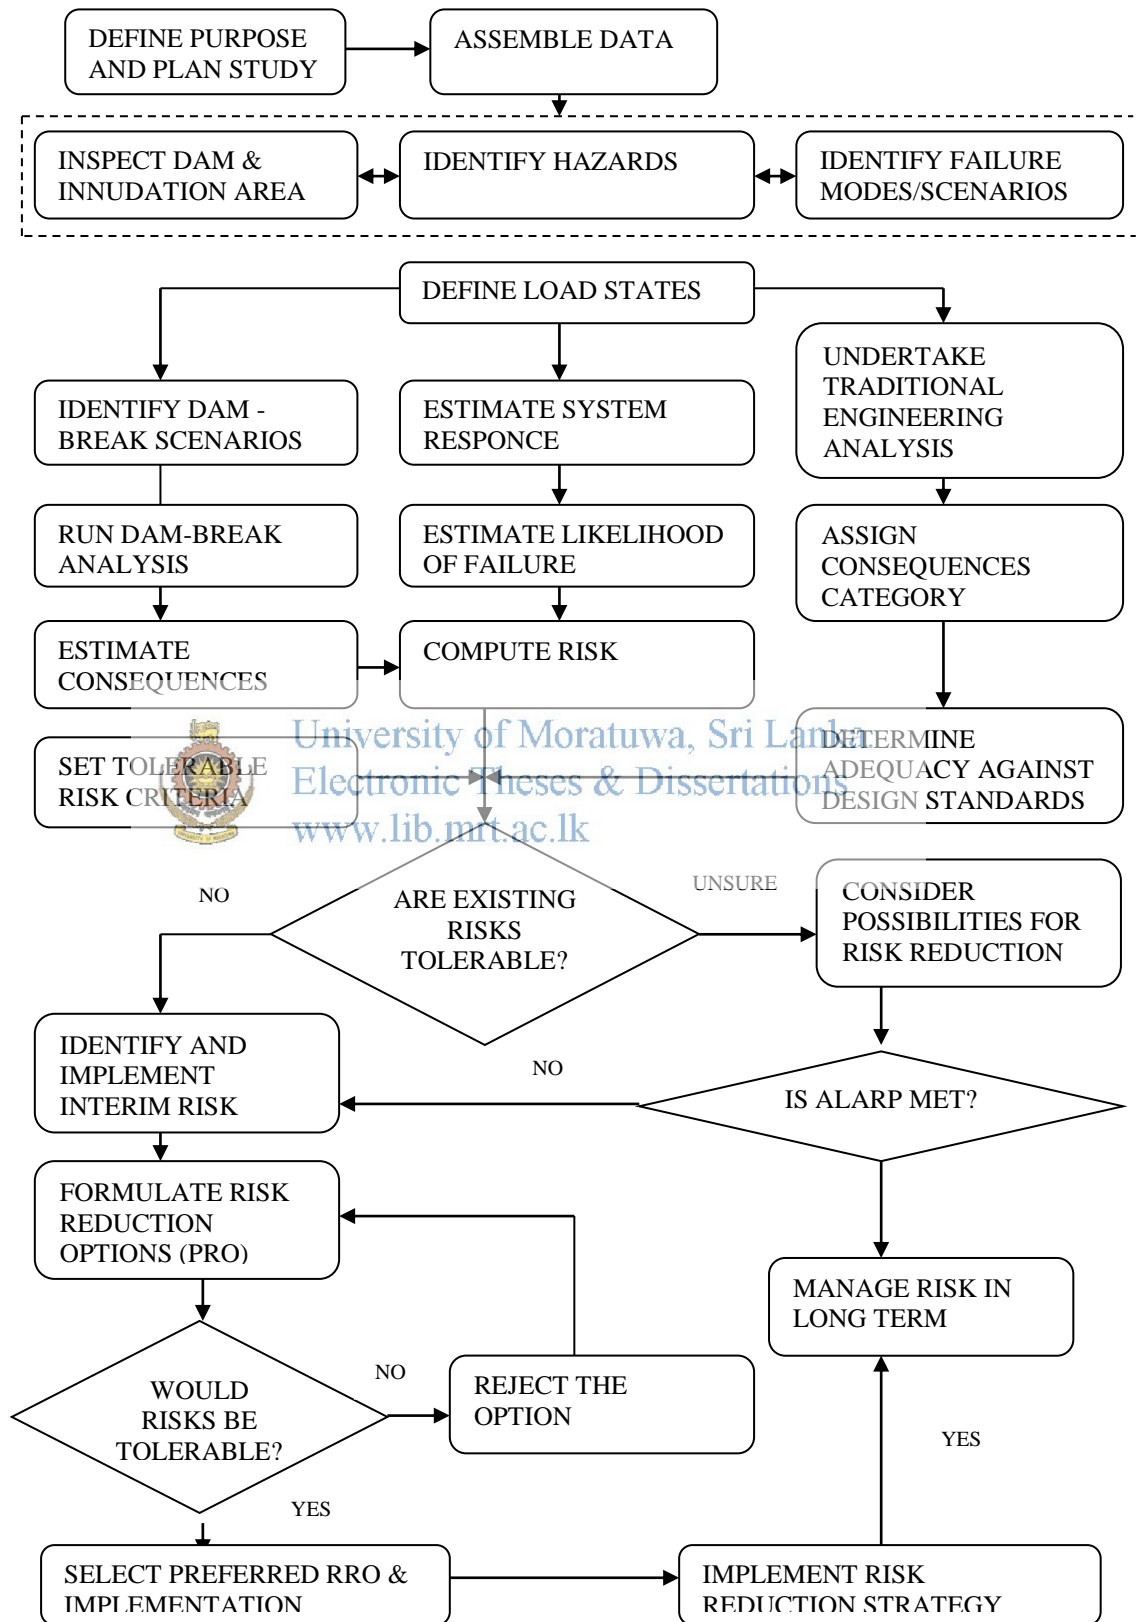 DEFINE PURPOSE
AND PLAN STUDY
ASSEMBLE DATA
INSPECT DAM &
INNUDATION AREA
IDENTIFY HAZARDS
IDENTIFY FAILURE
MODES/SCENARIOS
DEFINE LOAD STATES
IDENTIFY DAM -
BREAK SCENARIOS
ESTIMATE SYSTEM
RESPONCE
UNDERTAKE
TRADITIONAL
ENGINEERING
ANALYSIS
RUN DAM-BREAK
ANALYSIS
ESTIMATE LIKELIHOOD
OF FAILURE
ASSIGN
CONSEQUENCES
CATEGORY
ESTIMATE
CONSEQUENCES
COMPUTE RISK
University of Moratuwa, Sri Lanka.
Electronic Theses & Dissertations
www.lib.mrt.ac.lk
SET TOLERABLE
RISK CRITERIA
DETERMINE
ADEQUACY AGAINST
DESIGN STANDARDS
NO
ARE EXISTING
RISKS
TOLERABLE?
UNSURE
CONSIDER
POSSIBILITIES FOR
RISK REDUCTION
IDENTIFY AND
IMPLEMENT
INTERIM RISK
NO
IS ALARP MET?
FORMULATE RISK
REDUCTION
OPTIONS (PRO)
MANAGE RISK IN
LONG TERM
WOULD
RISKS BE
TOLERABLE?
NO
REJECT THE
OPTION
YES
YES
SELECT PREFERRED RRO &
IMPLEMENTATION
IMPLEMENT RISK
REDUCTION STRATEGY